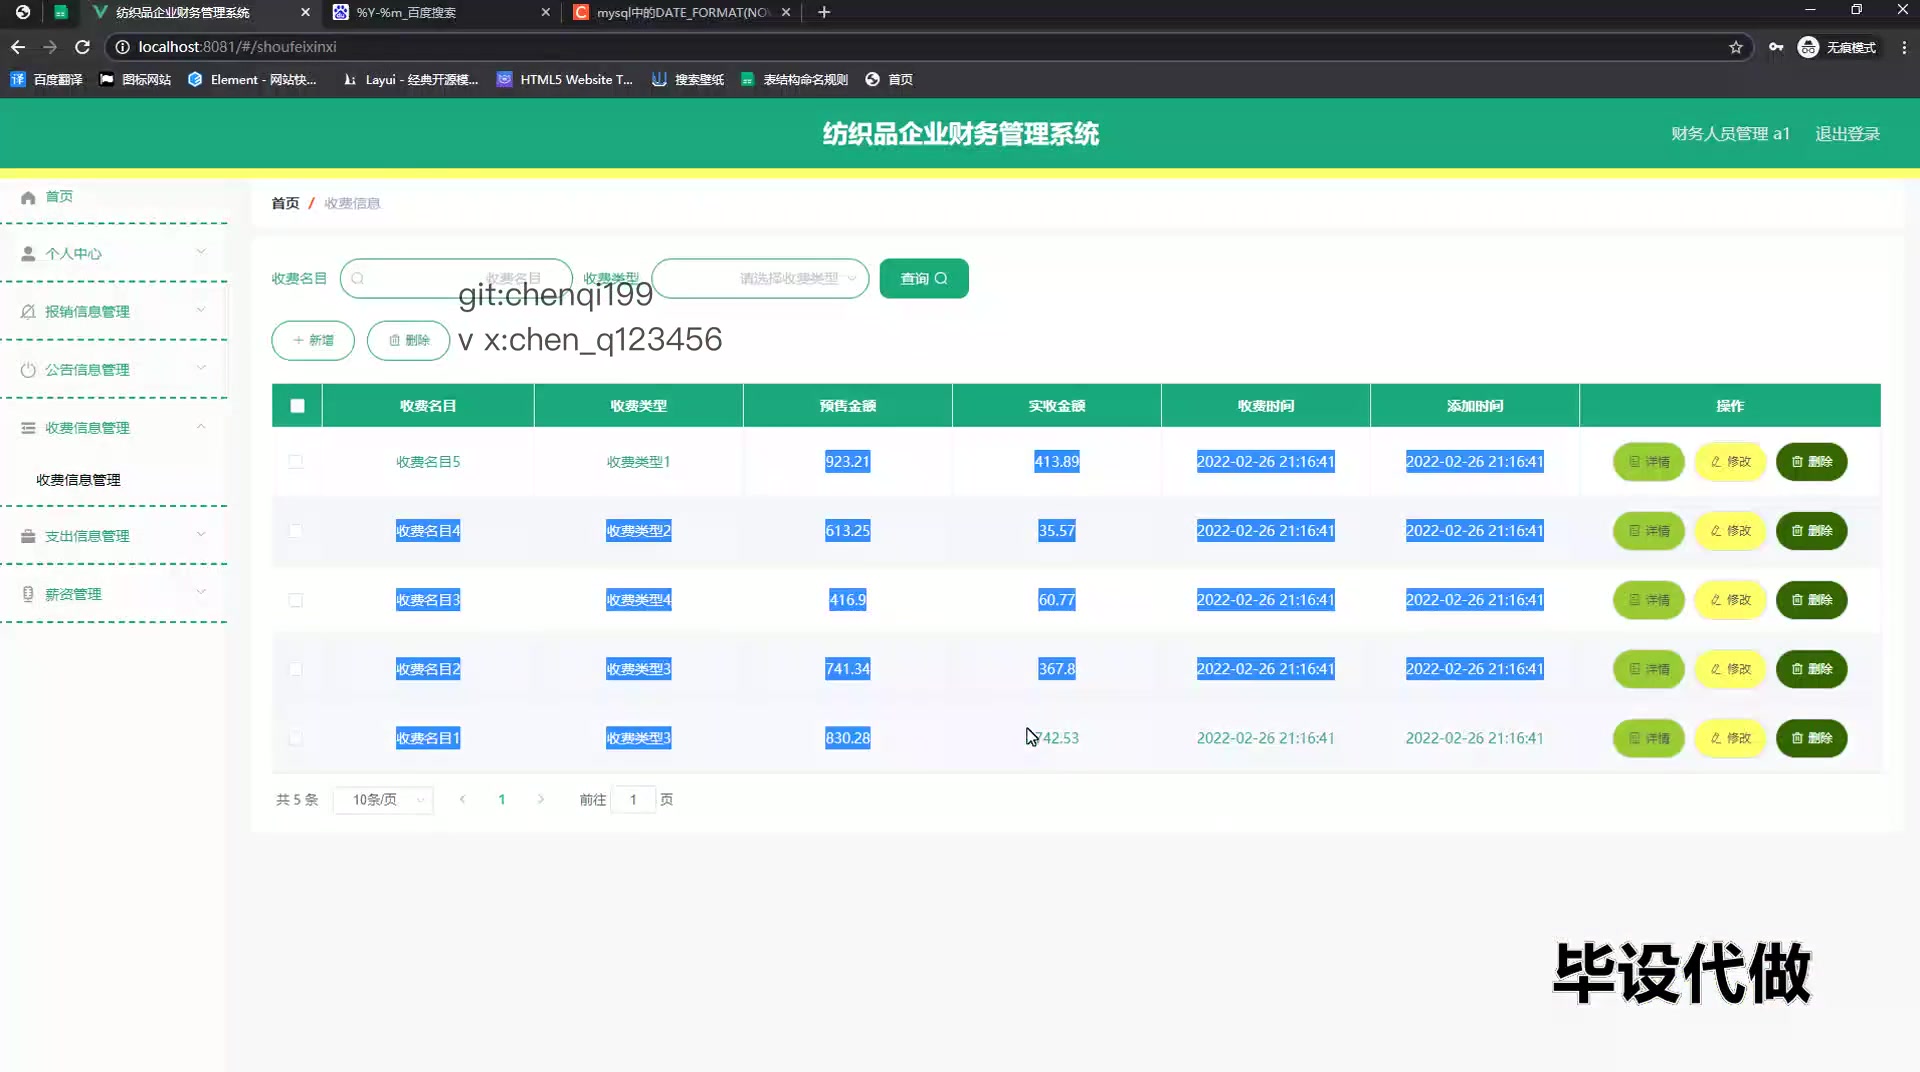 纺织品企业财务管理系统
%Y-%m_百度搜索
mysql中的DATE_FORMAT(NO
localhost:8081/#/shoufeixinxi
无痕模式
百度翻译 图标网站 Element - 网站快... Layui - 经典开源模... HTML5 Website T... 搜索壁纸 表结构命名规则 首页
纺织品企业财务管理系统
财务人员管理 a1 退出登录
首页
个人中心
报销信息管理
公告信息管理
收费信息管理
收费信息管理
支出信息管理
薪资管理
首页 / 收费信息
收费名目 收费名目 收费类型 请选择收费类型 查询
git:chenqi199
新增 删除
v x:chen_q123456
收费名目 收费类型 预售金额 实收金额 收费时间 添加时间 操作
收费名目5 收费类型1 923.21 413.89 2022-02-26 21:16:41 2022-02-26 21:16:41 详情 修改 删除
收费名目4 收费类型2 613.25 35.57 2022-02-26 21:16:41 2022-02-26 21:16:41 详情 修改 删除
收费名目3 收费类型4 416.9 60.77 2022-02-26 21:16:41 2022-02-26 21:16:41 详情 修改 删除
收费名目2 收费类型3 741.34 367.8 2022-02-26 21:16:41 2022-02-26 21:16:41 详情 修改 删除
收费名目1 收费类型3 830.28 742.53 2022-02-26 21:16:41 2022-02-26 21:16:41 详情 修改 删除
共 5 条 10条/页 1 前往 1 页
毕设代做